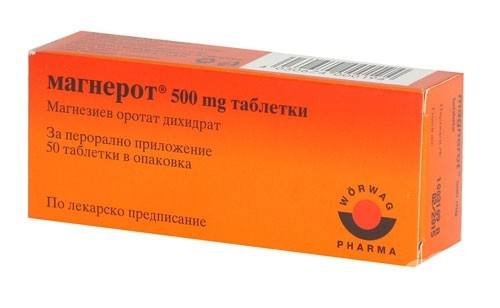 магнерот® 500 mg таблетки
Магнезиев оротат дихидрат
За перорално приложение
50 таблетки в опаковка
По лекарско предписание
WÖRWAG
PHARMA